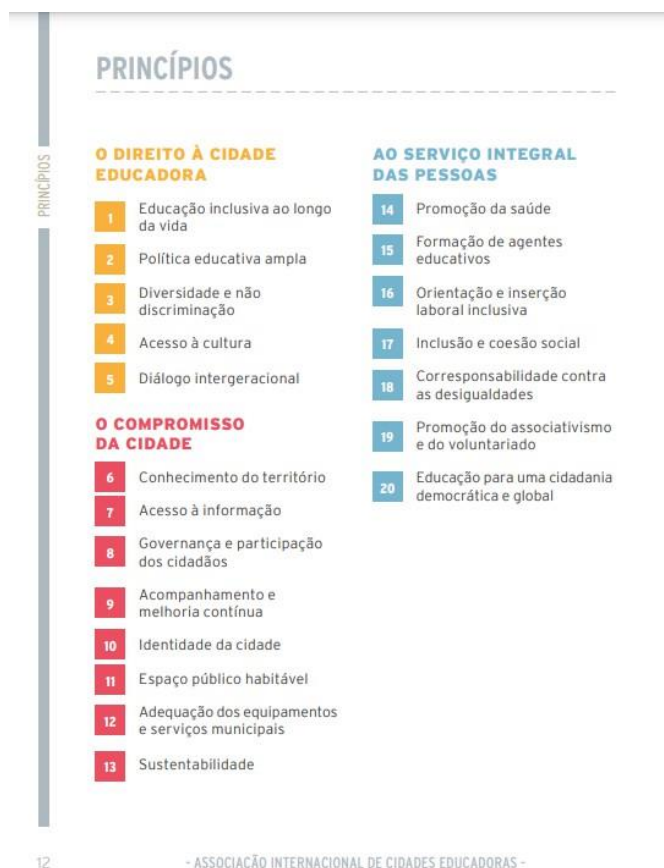 PRINCÍPIOS
PRINCÍPIOS
O DIREITO À CIDADE
EDUCADORA
1 Educação inclusiva ao longo
da vida
2 Política educativa ampla
3 Diversidade e não
discriminação
4 Acesso à cultura
5 Diálogo intergeracional
O COMPROMISSO
DA CIDADE
6 Conhecimento do território
7 Acesso à informação
8 Governança e participação
dos cidadãos
9 Acompanhamento e
melhoria contínua
10 Identidade da cidade
11 Espaço público habitável
12 Adequação dos equipamentos
e serviços municipais
13 Sustentabilidade
AO SERVIÇO INTEGRAL
DAS PESSOAS
14 Promoção da saúde
15 Formação de agentes
educativos
16 Orientação e inserção
laboral inclusiva
17 Inclusão e coesão social
18 Corresponsabilidade contra
as desigualdades
19 Promoção do associativismo
e do voluntariado
20 Educação para uma cidadania
democrática e global
12
- ASSOCIAÇÃO INTERNACIONAL DE CIDADES EDUCADORAS -